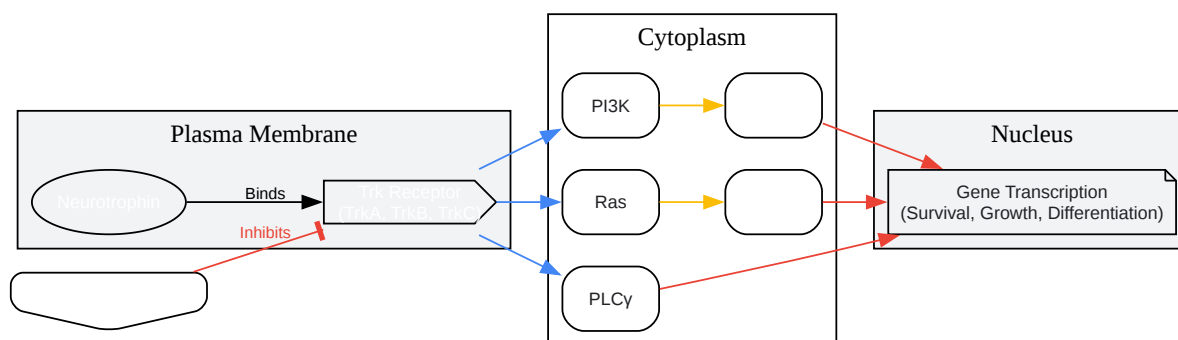 Cytoplasm
Plasma Membrane
Nucleus
PI3K
Neurotrophin
Binds
Trk Receptor
(TrkA, TrkB, TrkC)
Ras
Gene Transcription
(Survival, Growth, Differentiation)
Inhibits
PLCγ